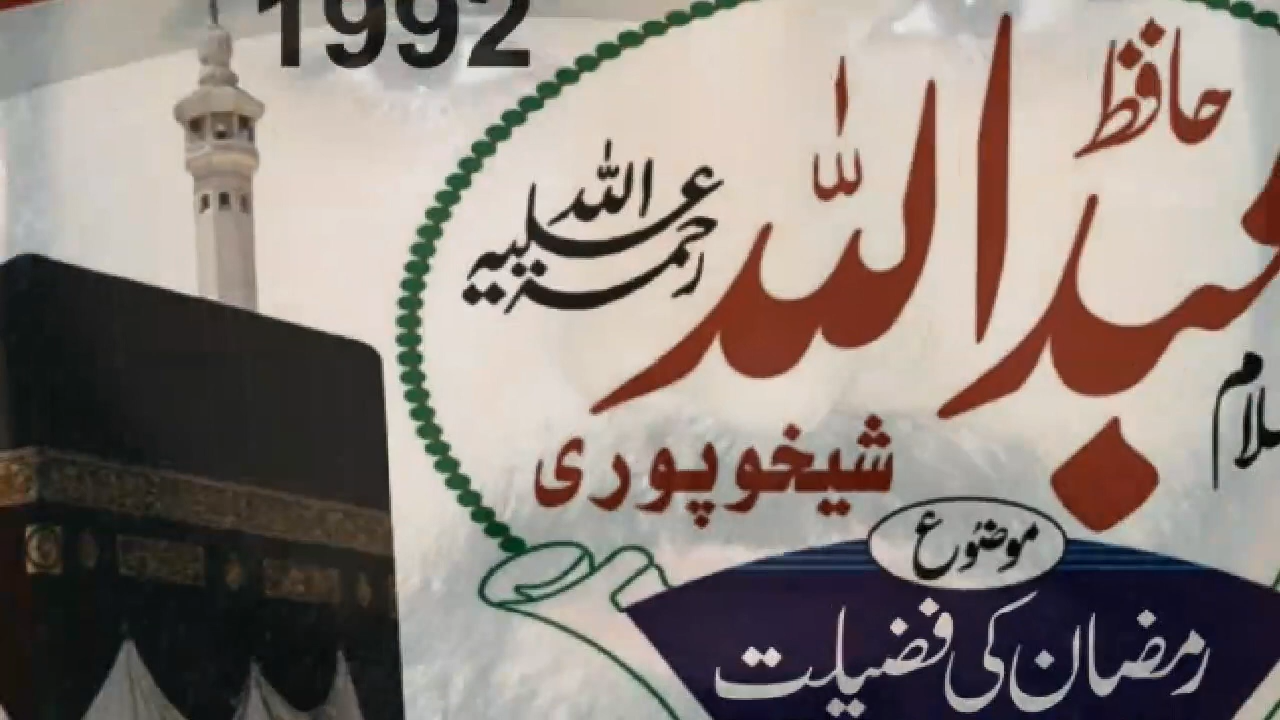 1992
حافظ
عبداللہ
رحمۃ اللہ علیہ
شیخوپوری
موضوع
رمضان کی فضیلت